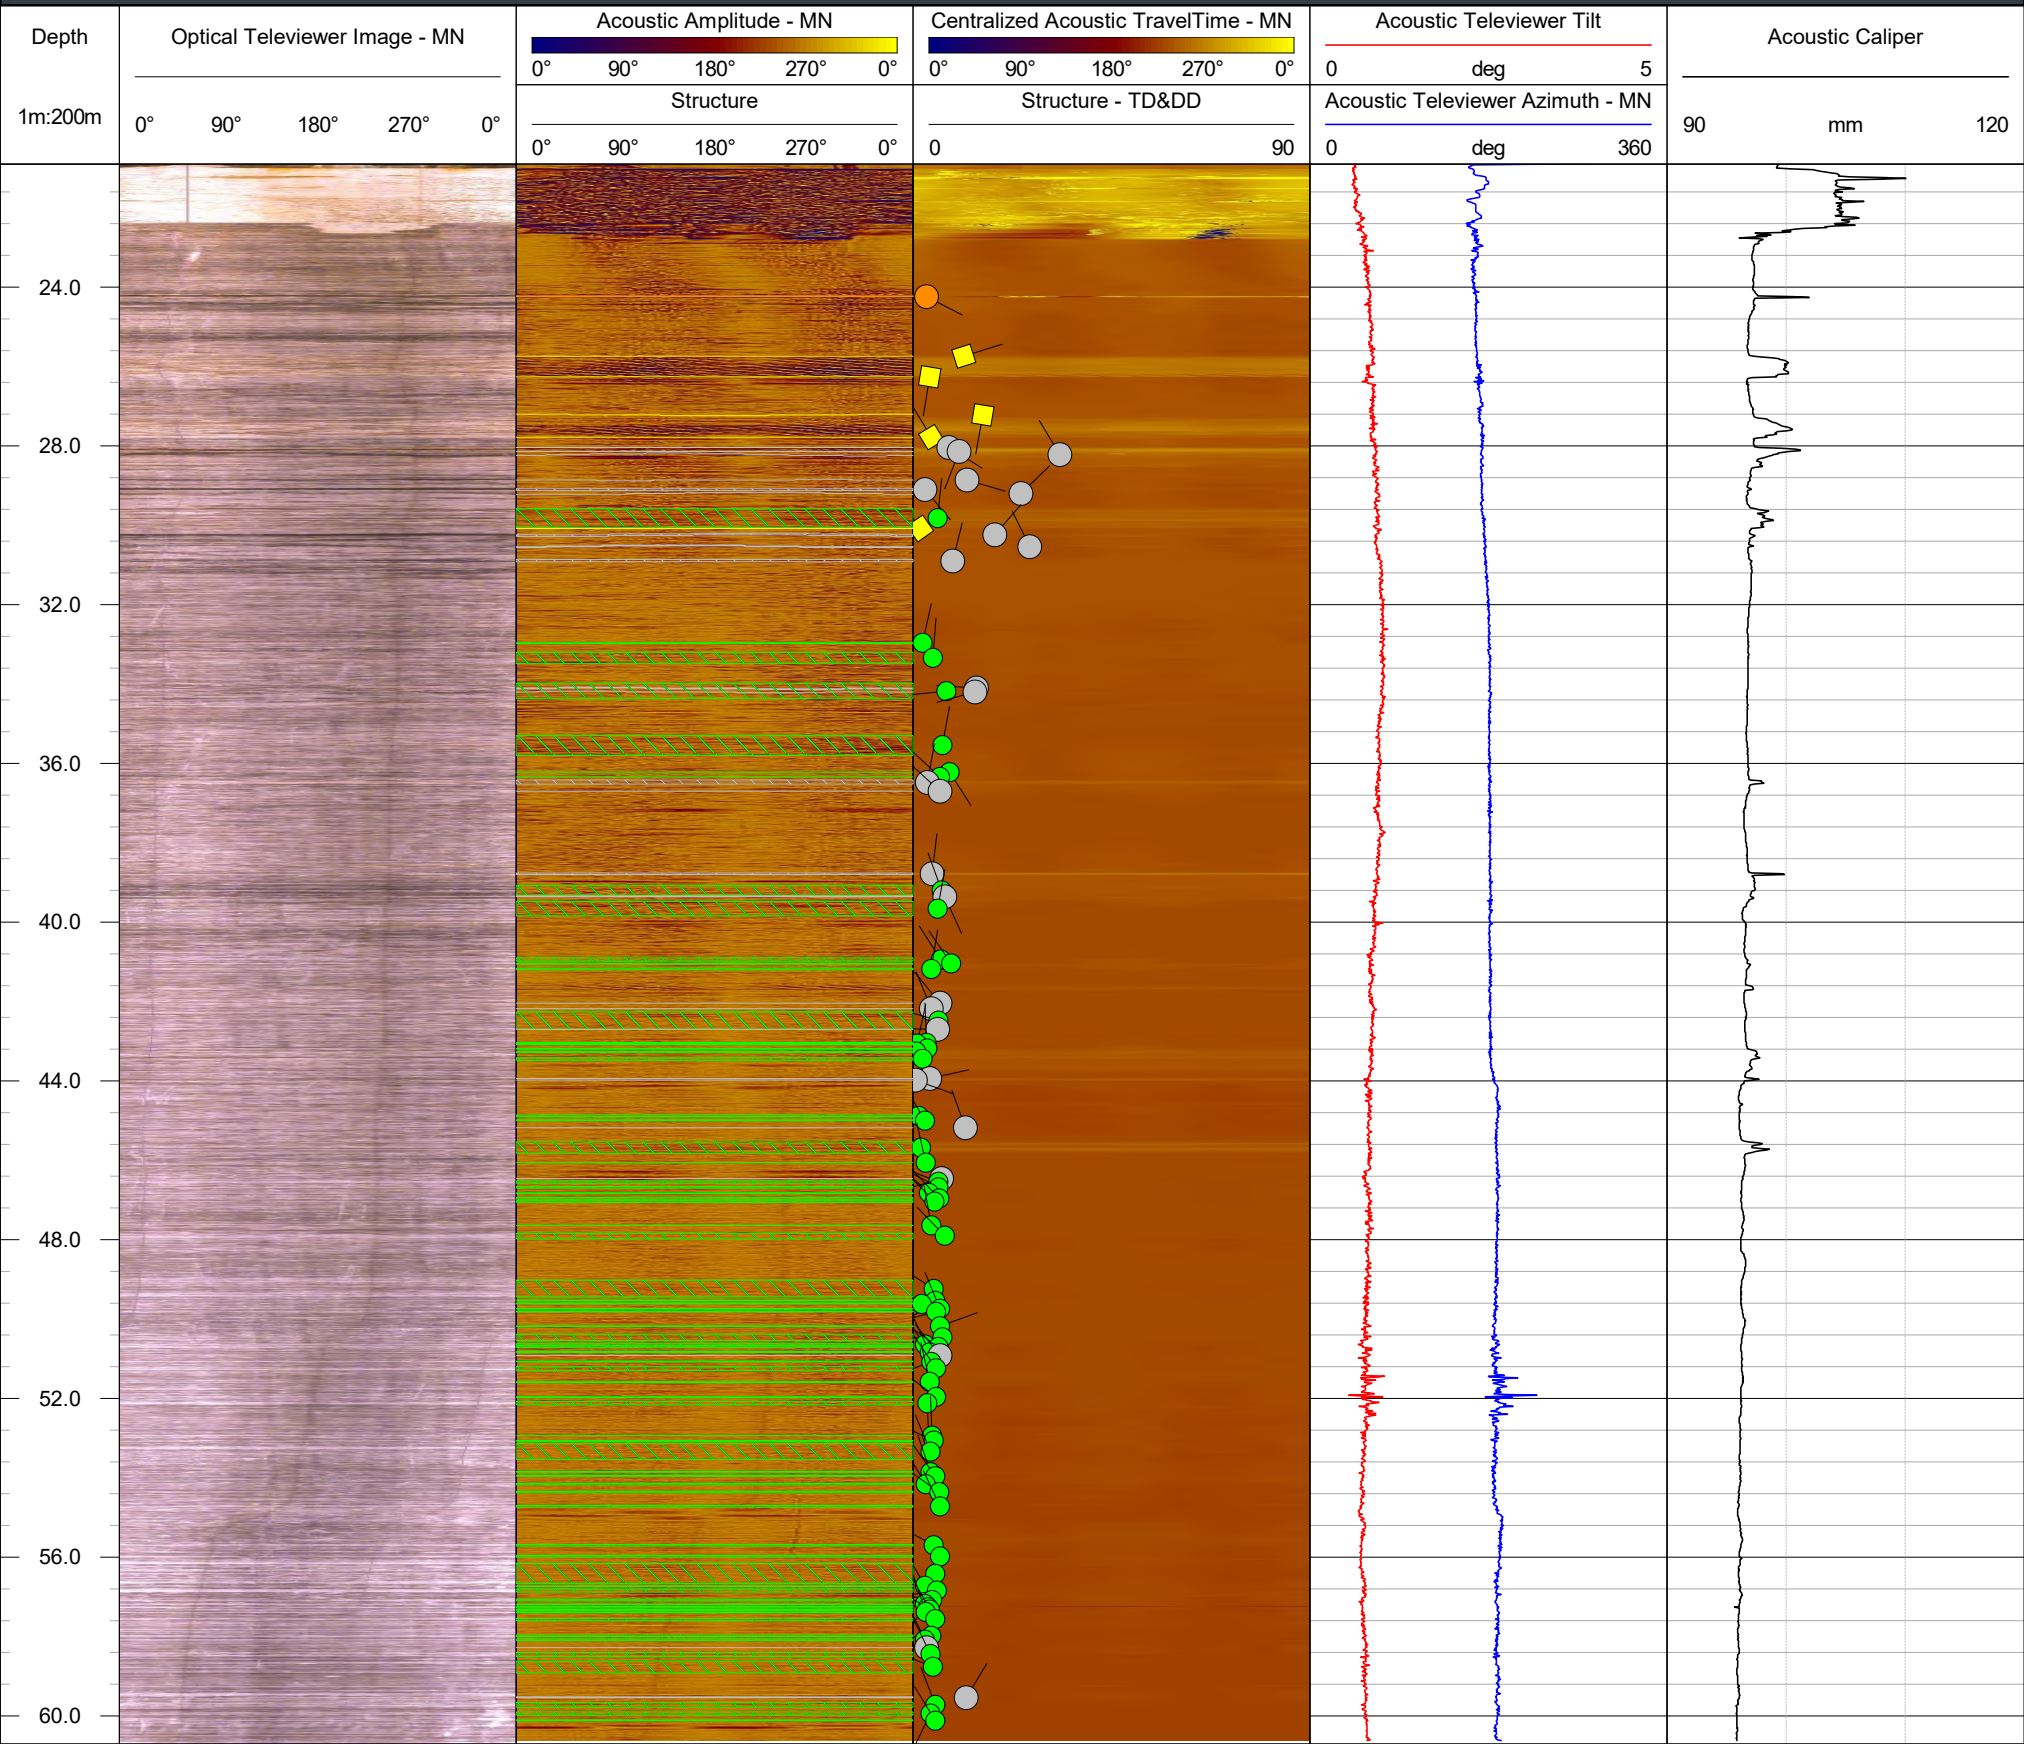 Depth
1m:200m
Optical Televiewer Image - MN
0° 90° 180° 270° 0°
Acoustic Amplitude - MN
0° 90° 180° 270° 0°
Structure
0° 90° 180° 270° 0°
Centralized Acoustic TravelTime - MN
0° 90° 180° 270° 0°
Structure - TD&DD
0 90
Acoustic Televiewer Tilt
0 deg 5
Acoustic Televiewer Azimuth - MN
0 deg 360
Acoustic Caliper
90 mm 120
24.0
28.0
32.0
36.0
40.0
44.0
48.0
52.0
56.0
60.0